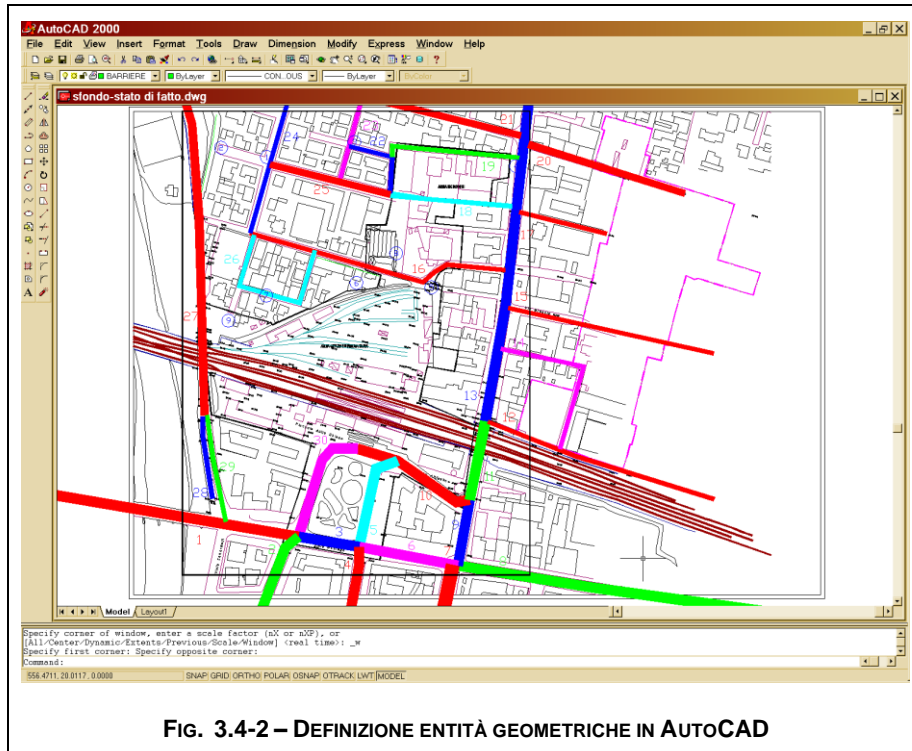 AutoCAD 2000
File Edit View Insert Format Tools Draw Dimension Modify Express Window Help
BARRIERE ByLayer CON...OUS ByLayer ByColor
sfondo-stato di fatto.dwg
21
24
22
20
19
25
18
17
26
16
15
27
14
13
12
30
29
11
28
10
9
1
3
5
6
4
Model Layout1
Specify corner of window, enter a scale factor (nX or nXP), or
[All/Center/Dynamic/Extents/Previous/Scale/Window] <real time>: _w
Specify first corner: Specify opposite corner:
Command:
556.4711, 20.0117, 0.0000 SNAP GRID ORTHO POLAR OSNAP OTRACK LWT MODEL
FIG. 3.4-2 – DEFINIZIONE ENTITÀ GEOMETRICHE IN AUTOCAD